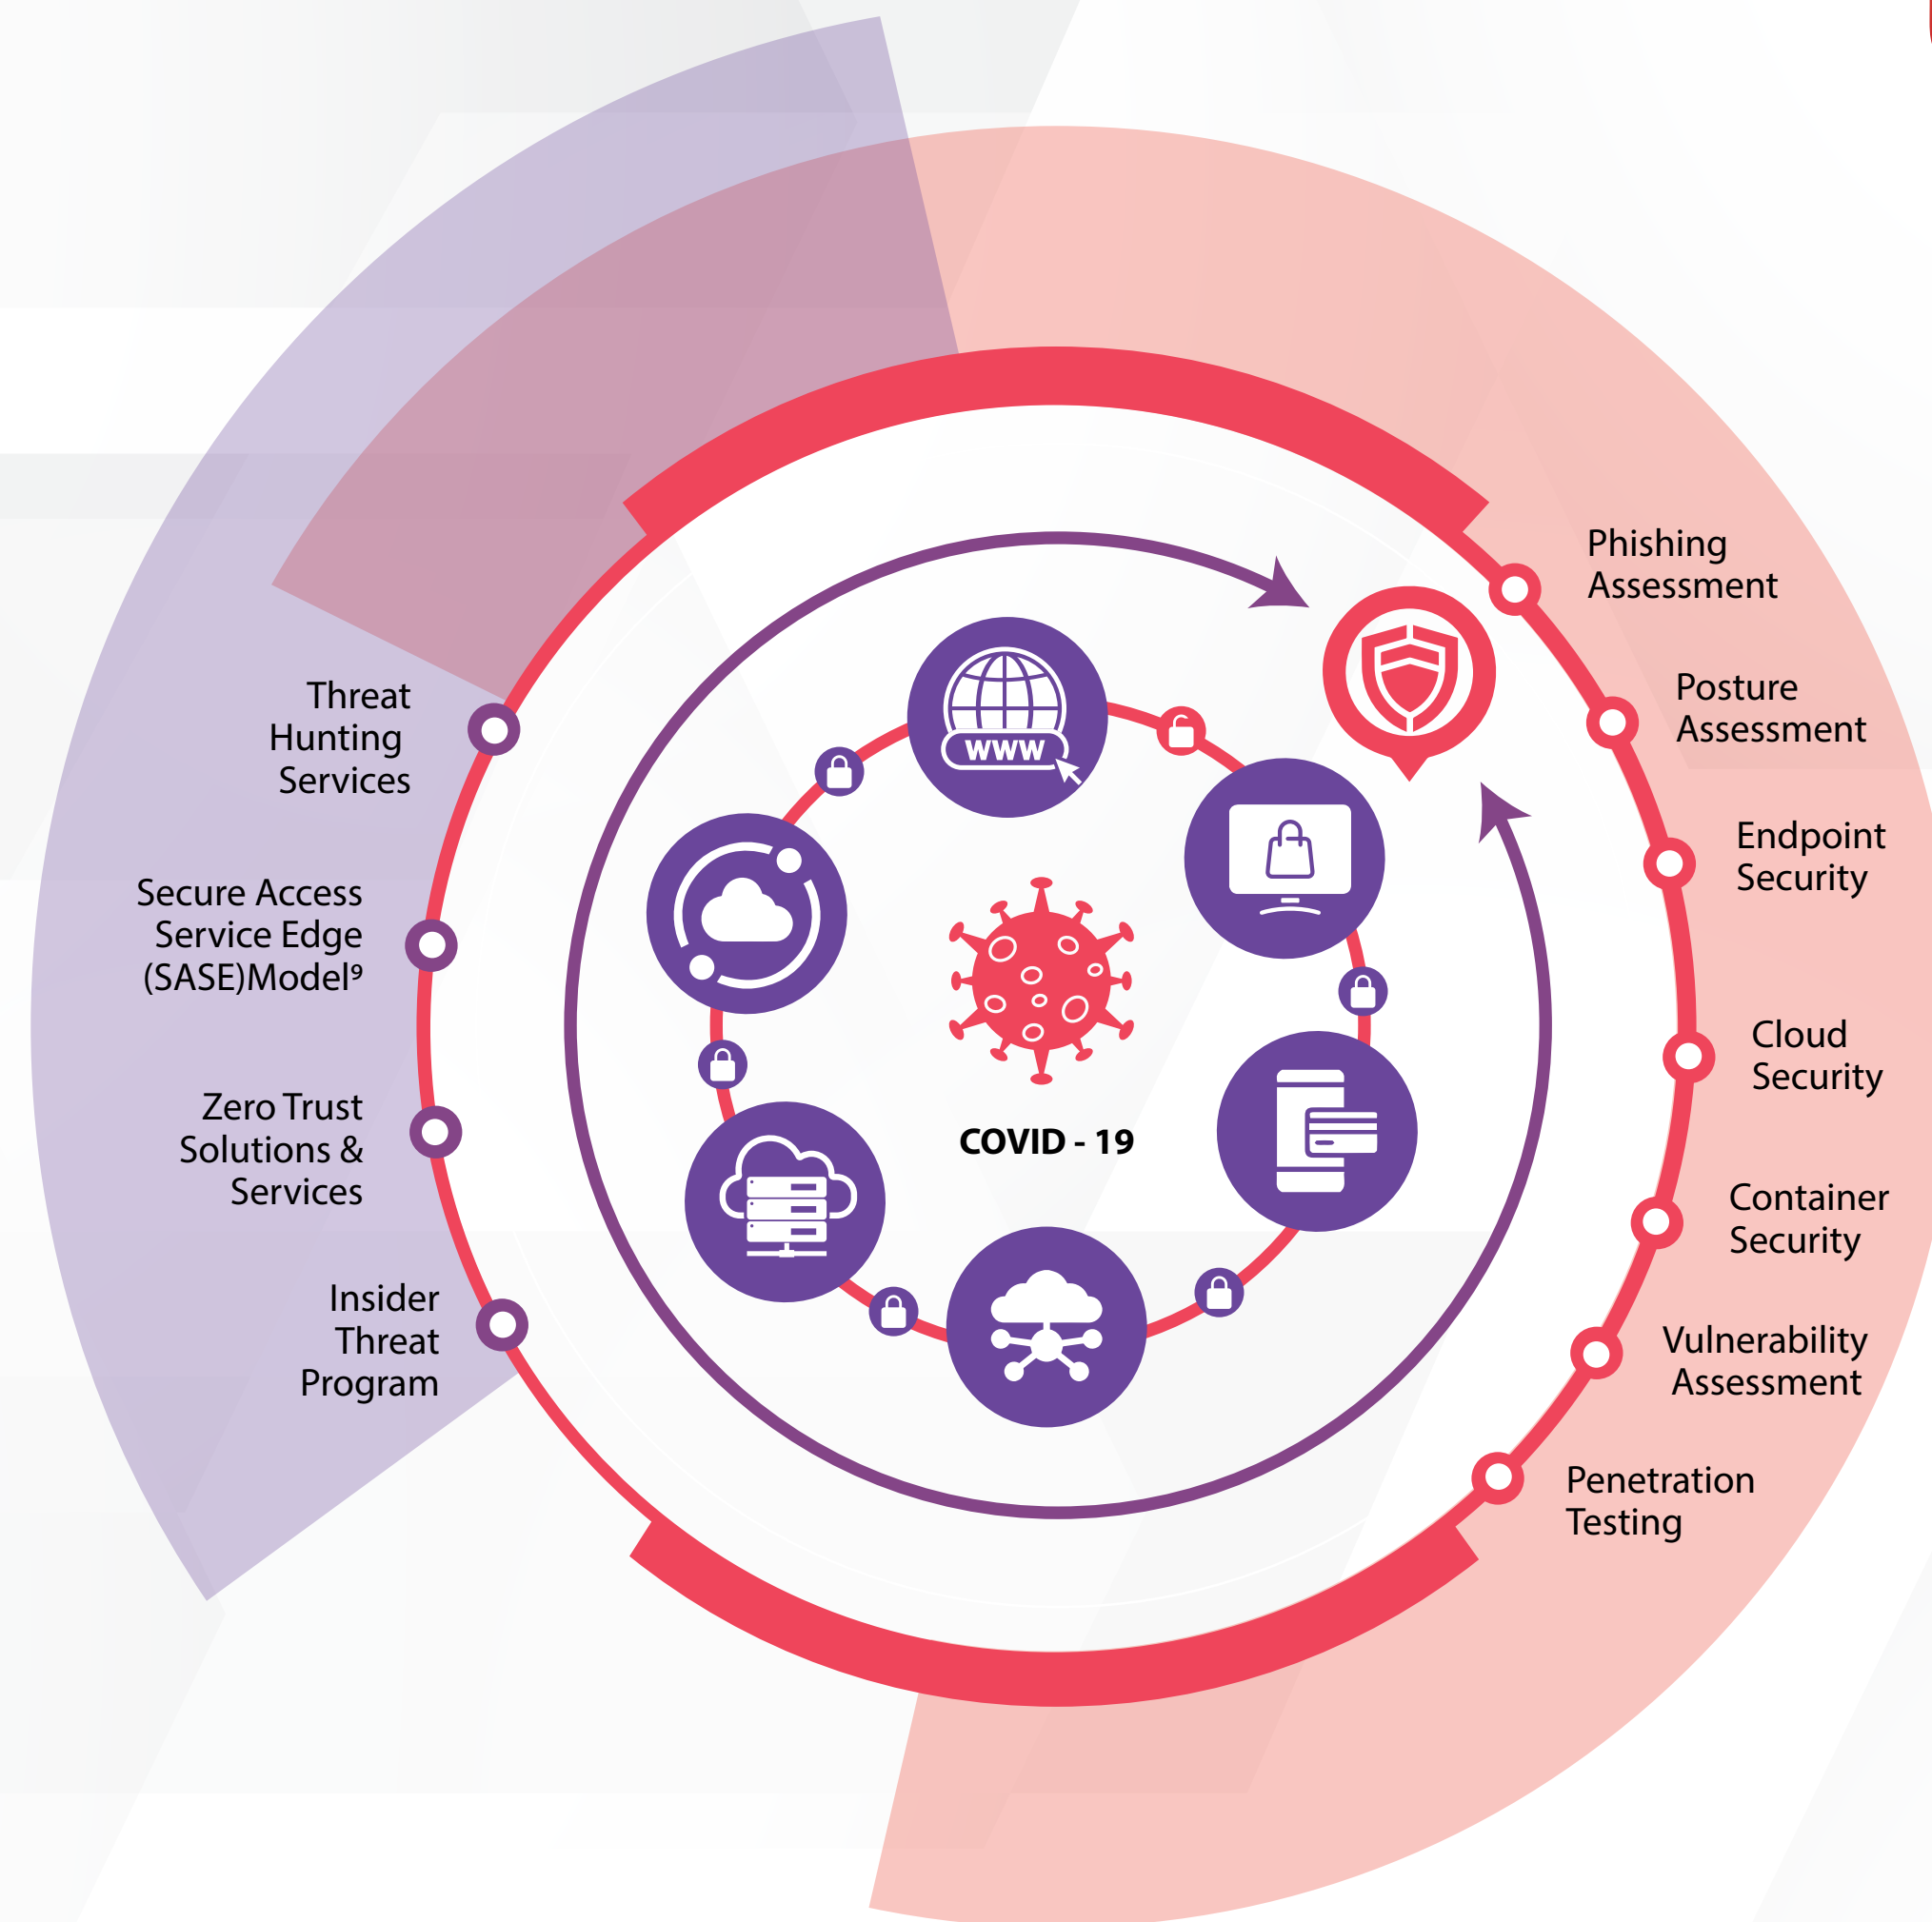 Phishing
Assessment
Posture
Assessment
Endpoint
Security
Cloud
Security
Container
Security
Vulnerability
Assessment
Penetration
Testing
Threat
Hunting
Services
Secure Access
Service Edge
(SASE)Model⁹
Zero Trust
Solutions &
Services
Insider
Threat
Program
WWW
COVID - 19